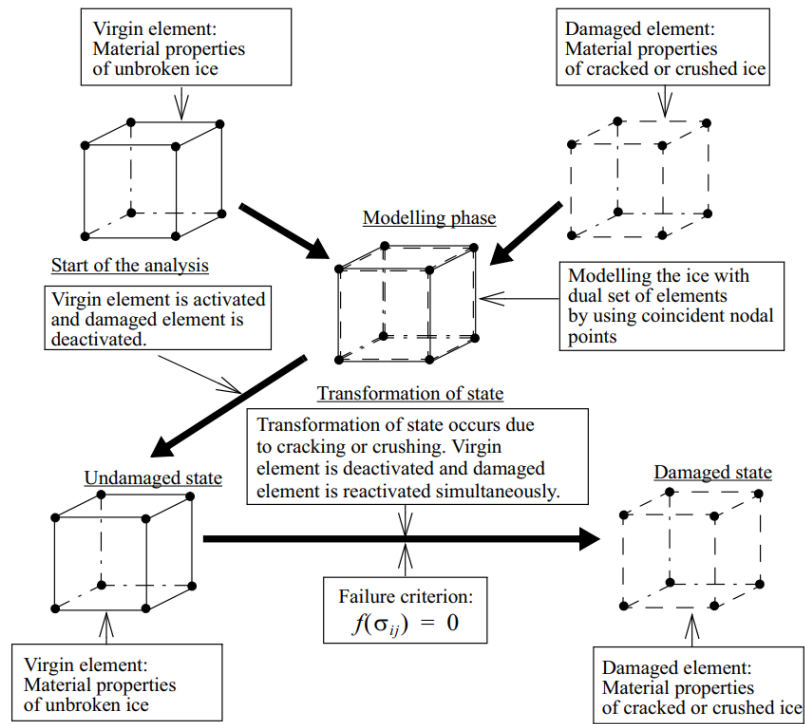 Virgin element:
Material properties
of unbroken ice
Damaged element:
Material properties
of cracked or crushed ice
Modelling phase
Start of the analysis
Virgin element is activated
and damaged element is
deactivated.
Modelling the ice with
dual set of elements
by using coincident nodal
points
Transformation of state
Transformation of state occurs due
to cracking or crushing. Virgin
element is deactivated and damaged
element is reactivated simultaneously.
Undamaged state
Damaged state
Failure criterion:
f(σij) = 0
Virgin element:
Material properties
of unbroken ice
Damaged element:
Material properties
of cracked or crushed ice